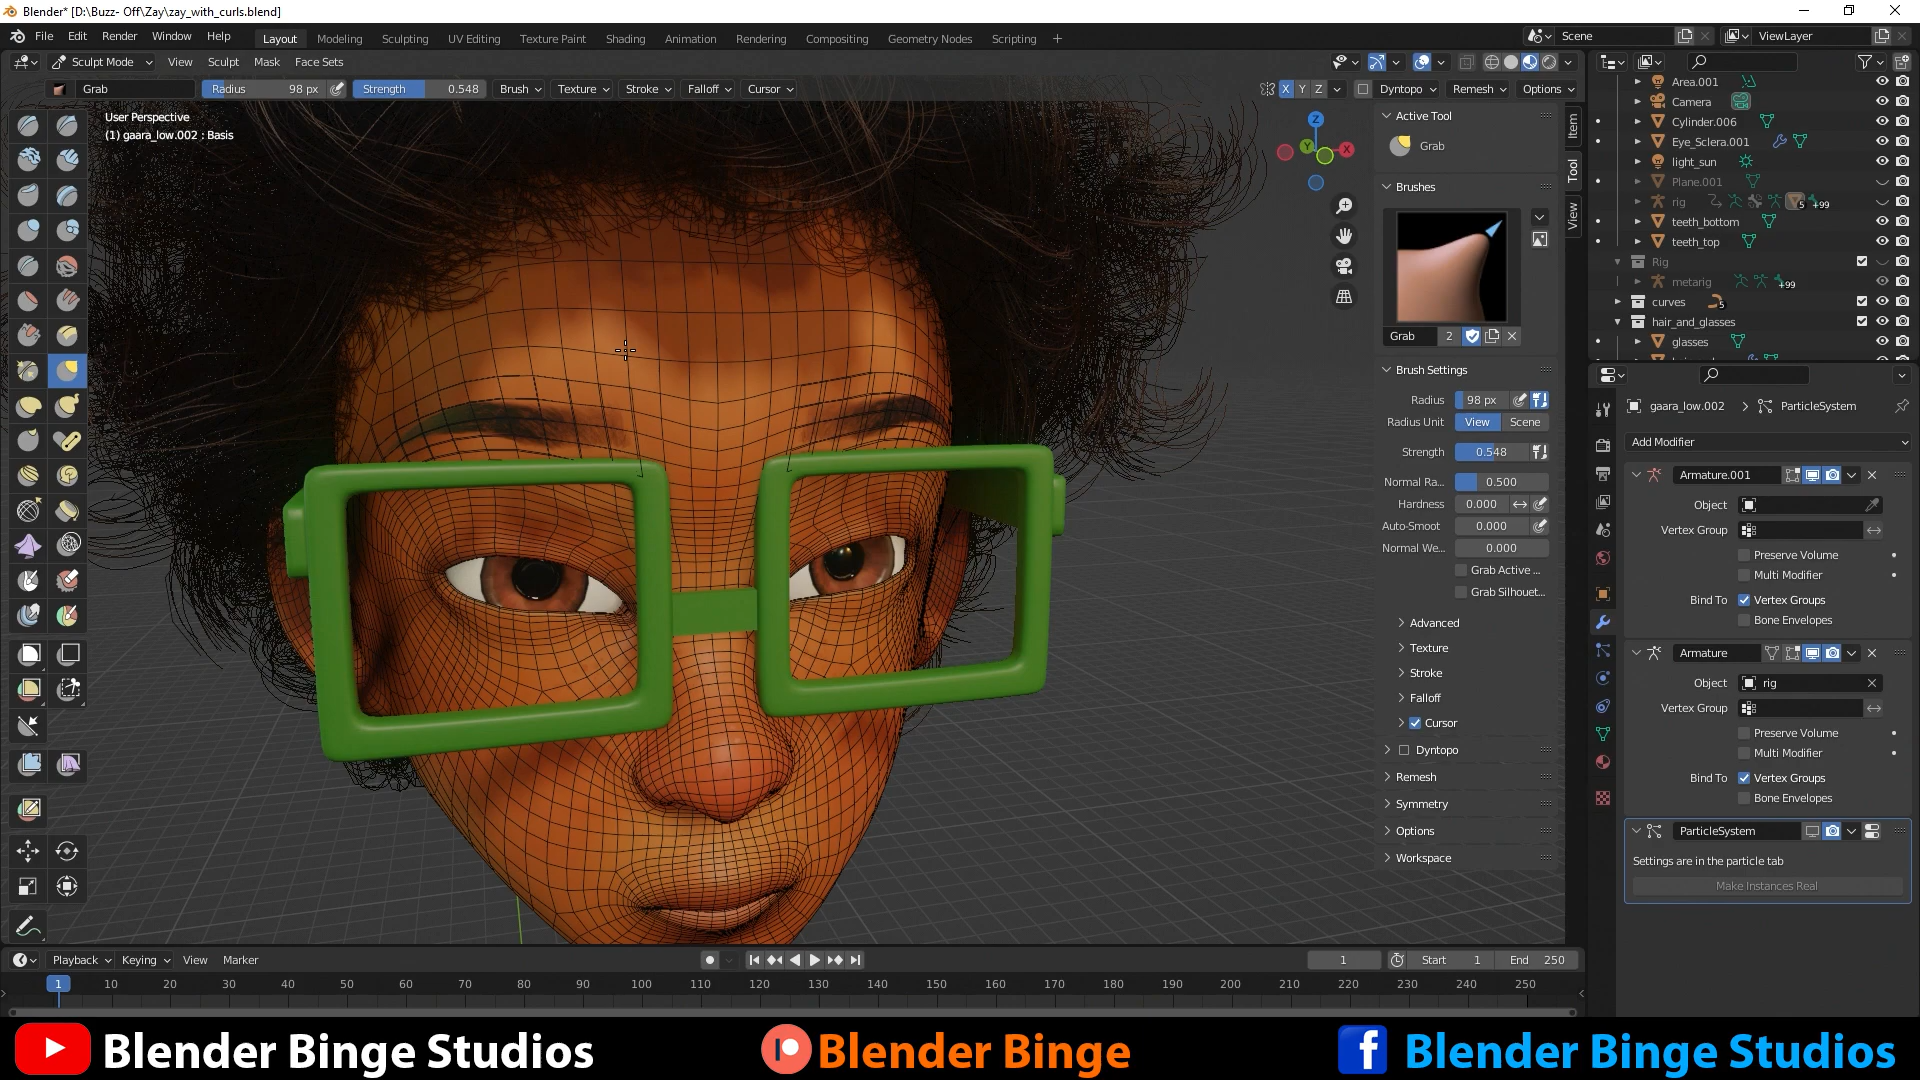 Blender* [D:\Buzz- Off\Zay\zay_with_curls.blend]
File Edit Render Window Help Layout Modeling Sculpting UV Editing Texture Paint Shading Animation Rendering Compositing Geometry Nodes Scripting + Scene ViewLayer
Sculpt Mode View Sculpt Mask Face Sets
Grab Radius 98 px Strength 0.548 Brush Texture Stroke Falloff Cursor X Y Z Dyntopo Remesh Options
User Perspective
(1) gaara_low.002 : Basis
Z
Y X
Item
Tool
View
Active Tool
Grab
Brushes
Grab 2
Brush Settings
Radius 98 px
Radius Unit View Scene
Strength 0.548
Normal Ra... 0.500
Hardness 0.000
Auto-Smoot 0.000
Normal We... 0.000
Grab Active ...
Grab Silhouet...
Advanced
Texture
Stroke
Falloff
Cursor
Dyntopo
Remesh
Symmetry
Options
Workspace
Area.001
Camera
Cylinder.006
Eye_Sclera.001
light_sun
Plane.001
rig 5 +99
teeth_bottom
teeth_top
Rig
metarig +99
curves 5
hair_and_glasses
glasses
gaara_low.002 > ParticleSystem
Add Modifier
Armature.001
Object
Vertex Group
Preserve Volume
Multi Modifier
Bind To Vertex Groups
Bone Envelopes
Armature
Object rig
Vertex Group
Preserve Volume
Multi Modifier
Bind To Vertex Groups
Bone Envelopes
ParticleSystem
Settings are in the particle tab
Make Instances Real
Playback Keying View Marker 1 Start 1 End 250
1 10 20 30 40 50 60 70 80 90 100 110 120 130 140 150 160 170 180 190 200 210 220 230 240 250
Blender Binge Studios Blender Binge Blender Binge Studios